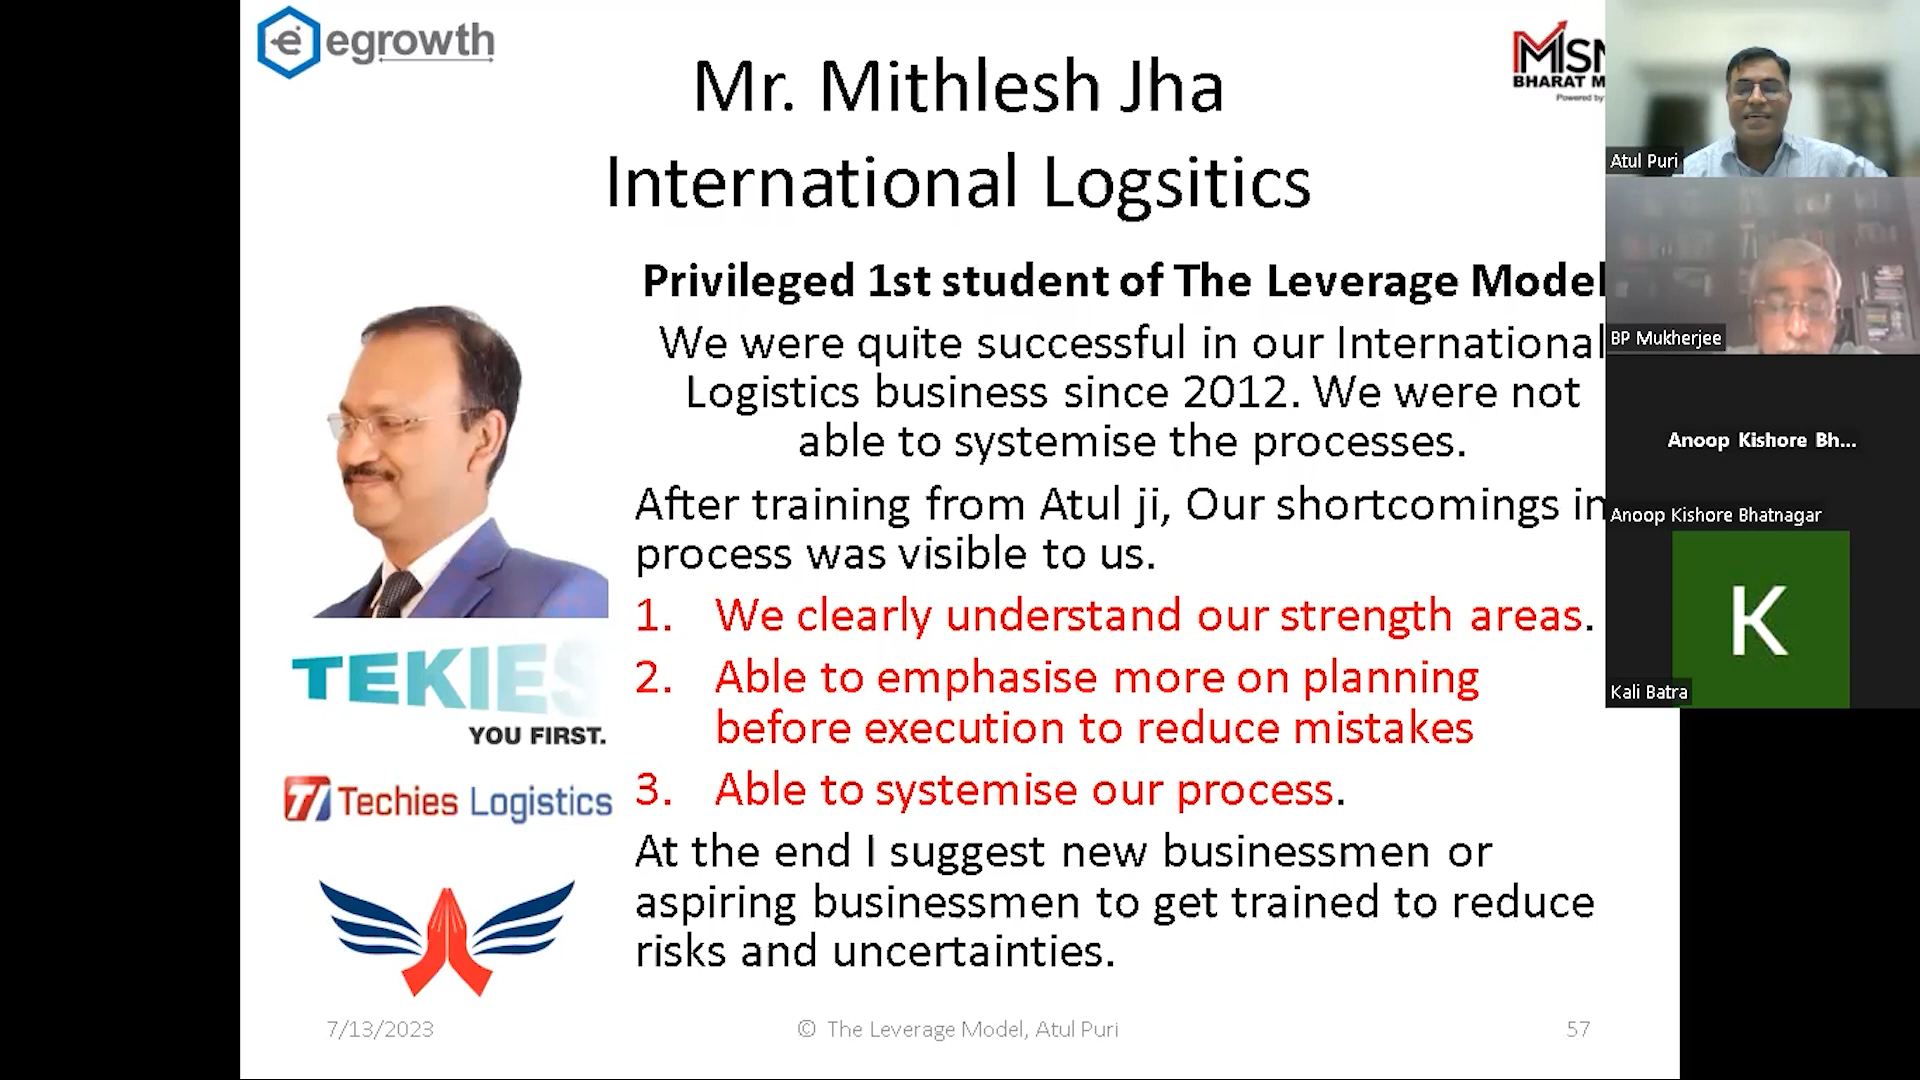 egrowth
Mr. Mithlesh Jha
International Logsitics
MSM
BHARAT M
Powered by
Privileged 1st student of The Leverage Model
We were quite successful in our International
Logistics business since 2012. We were not
able to systemise the processes.
After training from Atul ji, Our shortcomings in
process was visible to us.
1. We clearly understand our strength areas.
2. Able to emphasise more on planning
before execution to reduce mistakes
3. Able to systemise our process.
At the end I suggest new businessmen or
aspiring businessmen to get trained to reduce
risks and uncertainties.
TEKIES
YOU FIRST.
Techies Logistics
7/13/2023
© The Leverage Model, Atul Puri
57
Atul Puri
BP Mukherjee
Anoop Kishore Bh...
Anoop Kishore Bhatnagar
K
Kali Batra